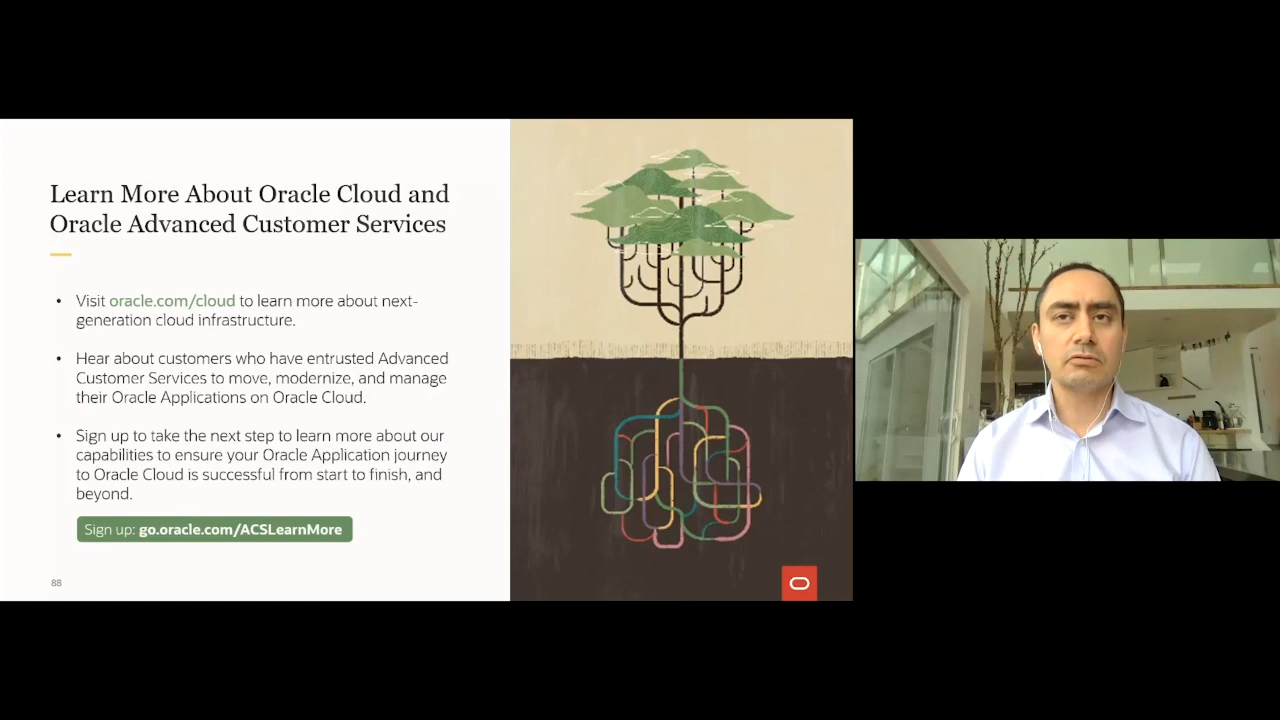 Learn More About Oracle Cloud and
Oracle Advanced Customer Services
• Visit oracle.com/cloud to learn more about next-
generation cloud infrastructure.
• Hear about customers who have entrusted Advanced
Customer Services to move, modernize, and manage
their Oracle Applications on Oracle Cloud.
• Sign up to take the next step to learn more about our
capabilities to ensure your Oracle Application journey
to Oracle Cloud is successful from start to finish, and
beyond.
Sign up: go.oracle.com/ACSLearnMore
88